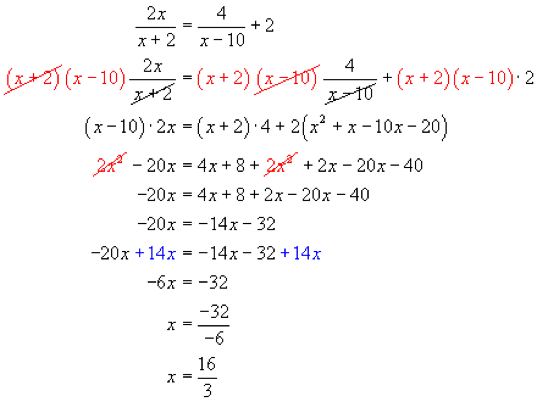 2x/(x+2) = 4/(x−10) + 2
(x+2)(x−10) 2x/(x+2) = (x+2)(x−10) 4/(x−10) + (x+2)(x−10)·2
(x−10)·2x = (x+2)·4+2(x²+x−10x−20)
2x² −20x = 4x+8+2x² +2x−20x−40
−20x = 4x+8+2x−20x−40
−20x = −14x−32
−20x+14x = −14x−32+14x
−6x = −32
x = −32/−6
x = 16/3